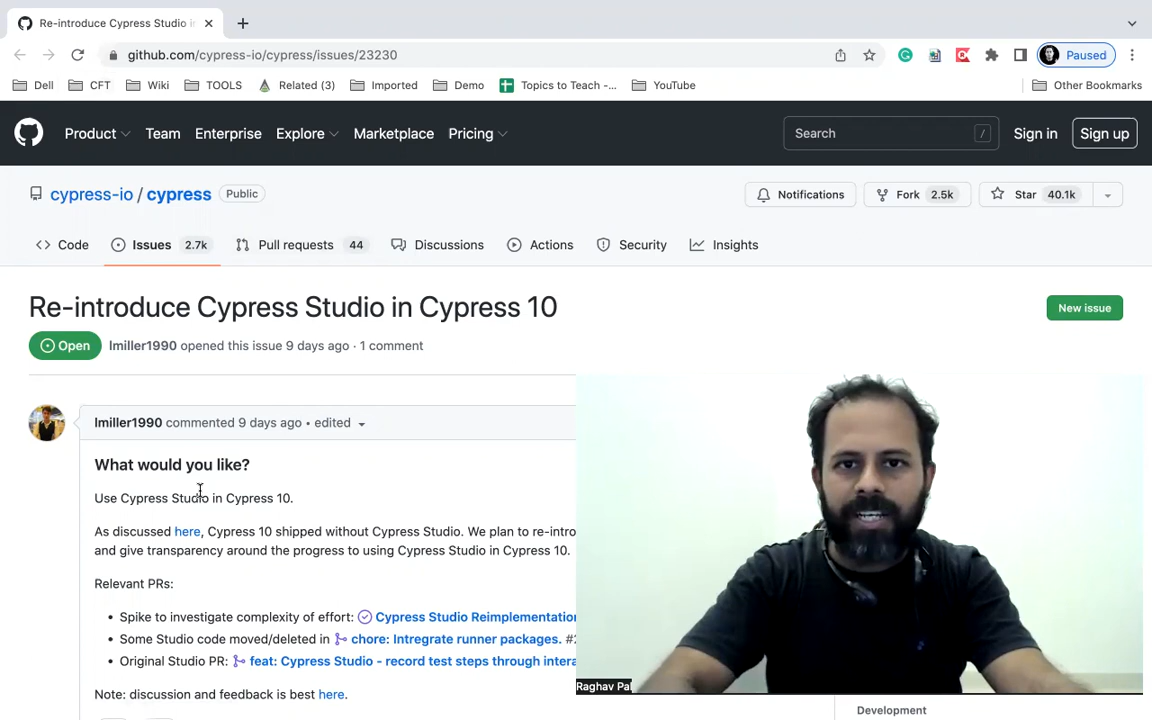 Re-introduce Cypress Studio i
github.com/cypress-io/cypress/issues/23230
Paused
Dell
CFT
Wiki
TOOLS
Related (3)
Imported
Demo
Topics to Teach -...
YouTube
Other Bookmarks
Product
Team
Enterprise
Explore
Marketplace
Pricing
Search
/
Sign in
Sign up
cypress-io / cypress
Public
Notifications
Fork 2.5k
Star 40.1k
Code
Issues 2.7k
Pull requests 44
Discussions
Actions
Security
Insights
Re-introduce Cypress Studio in Cypress 10
New issue
Open
lmiller1990 opened this issue 9 days ago · 1 comment
lmiller1990 commented 9 days ago • edited
What would you like?
Use Cypress Studio in Cypress 10.
As discussed here, Cypress 10 shipped without Cypress Studio. We plan to re-intro
and give transparency around the progress to using Cypress Studio in Cypress 10.
Relevant PRs:
• Spike to investigate complexity of effort: Cypress Studio Reimplementatio
• Some Studio code moved/deleted in chore: Intregrate runner packages. #2
• Original Studio PR: feat: Cypress Studio - record test steps through intera
Note: discussion and feedback is best here.
Raghav Pal
Development